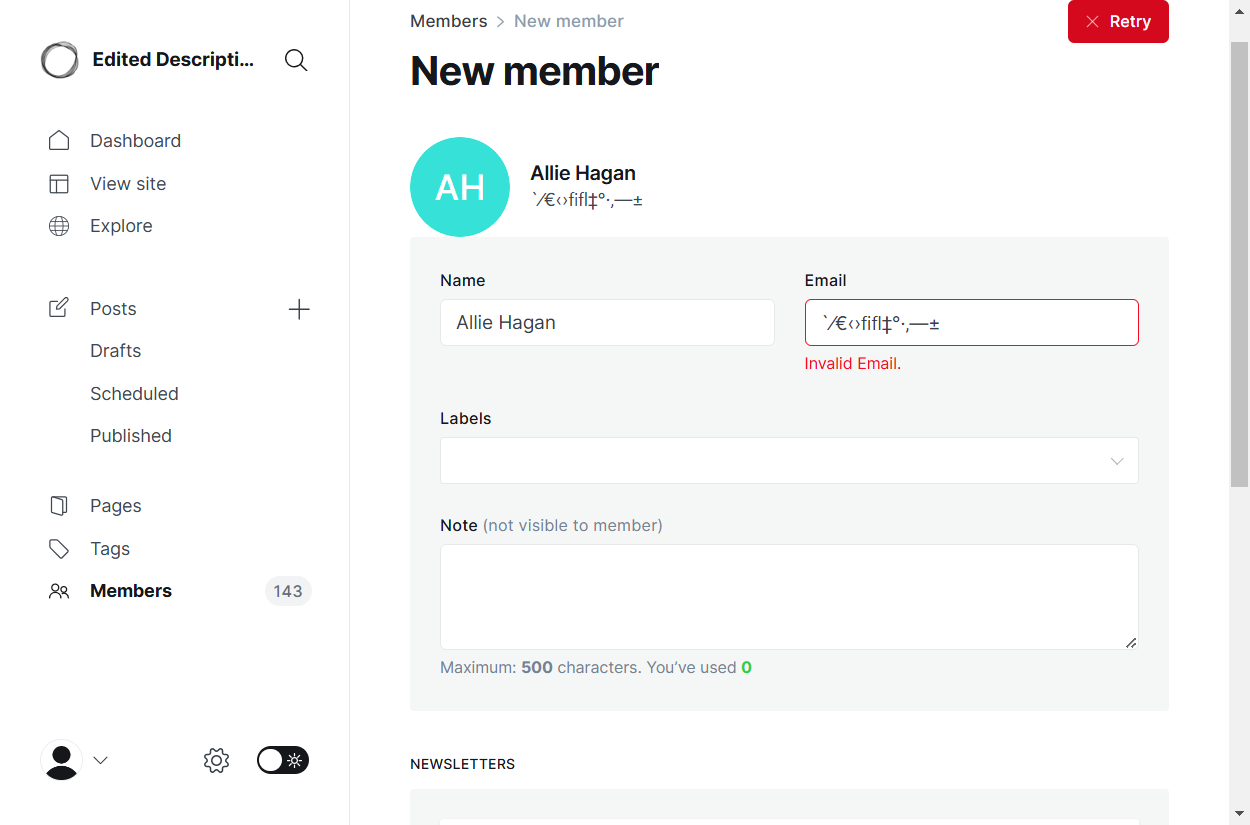 Edited Descripti...
Dashboard
View site
Explore
Posts
Drafts
Scheduled
Published
Pages
Tags
Members 143
Members > New member
Retry
New member
AH
Allie Hagan
`⁄€‹›ﬁﬂ‡°·‚—±
Name
Allie Hagan
Email
`⁄€‹›ﬁﬂ‡°·‚—±
Invalid Email.
Labels
Note (not visible to member)
Maximum: 500 characters. You’ve used 0
NEWSLETTERS